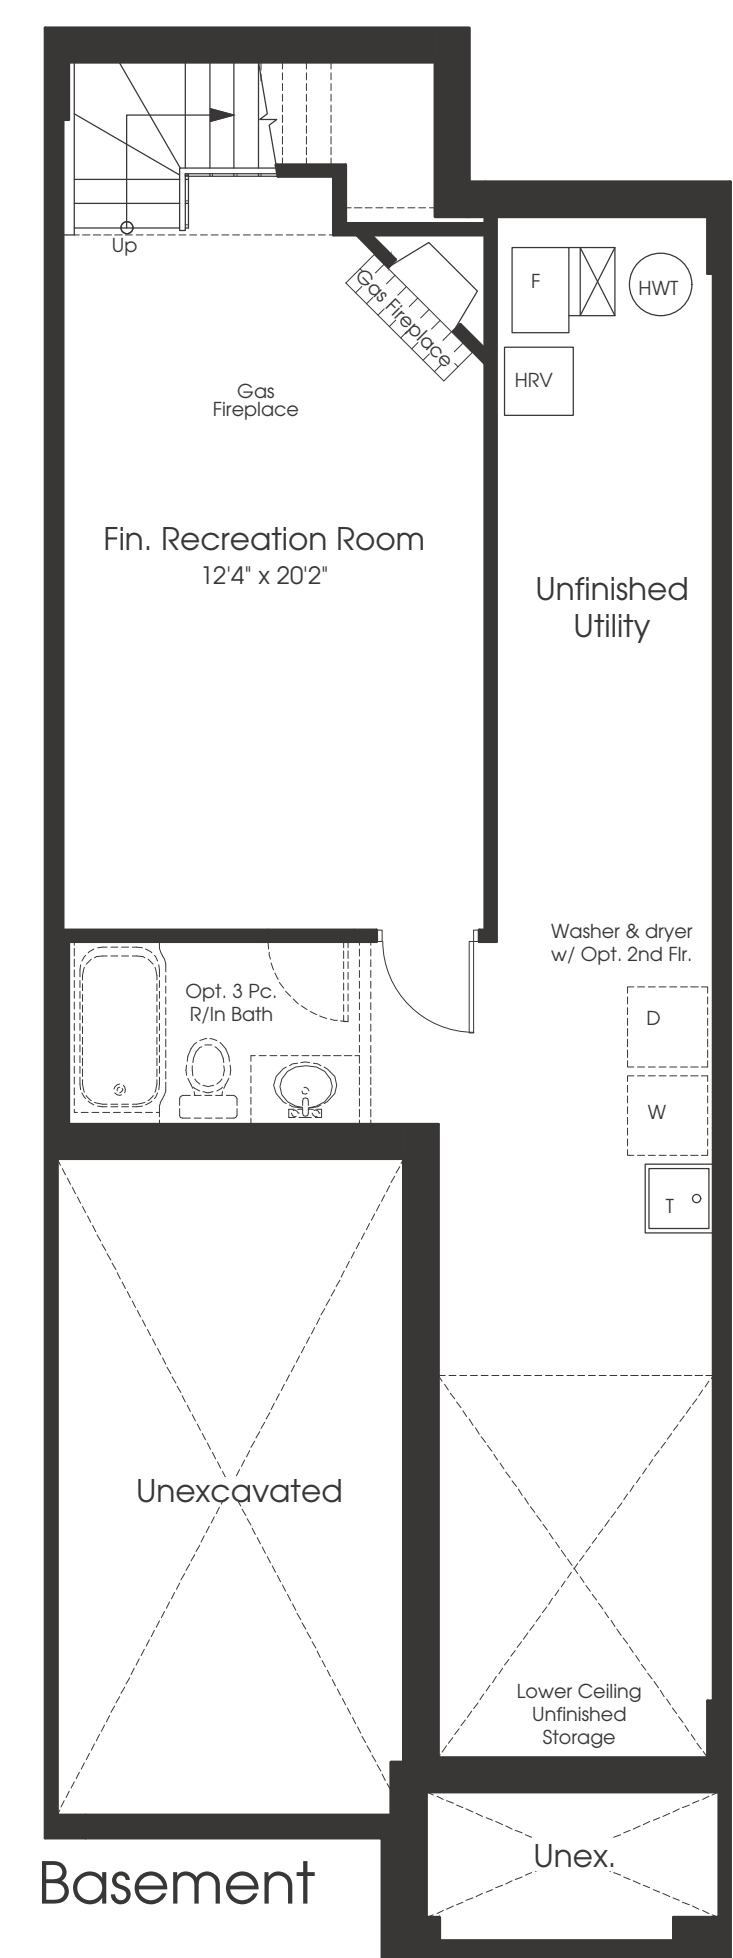 Up
F
HWT
Gas Fireplace
HRV
Gas
Fireplace
Fin. Recreation Room
12'4" x 20'2"
Unfinished
Utility
Washer & dryer
w/ Opt. 2nd Flr.
Opt. 3 Pc.
R/In Bath
D
W
T
Unexcavated
Lower Ceiling
Unfinished
Storage
Unex.
Basement